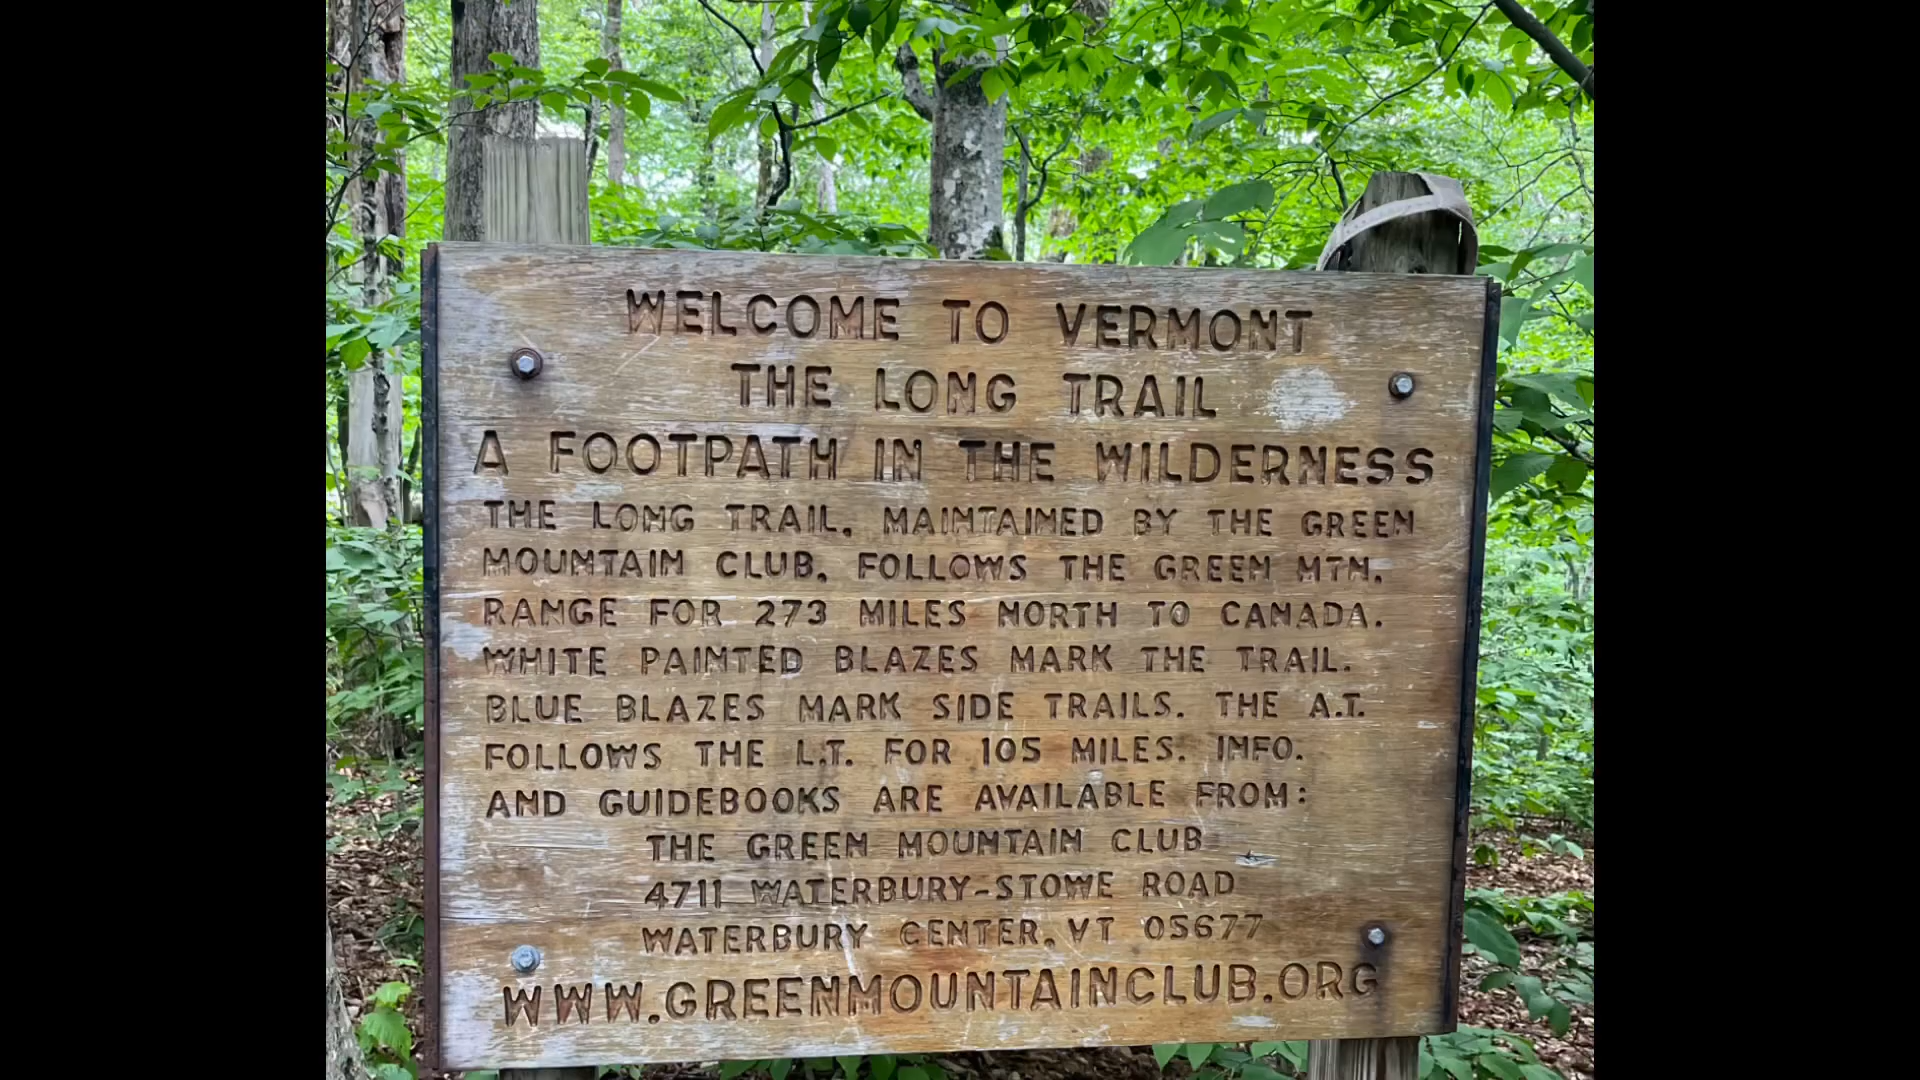 WELCOME TO VERMONT
THE LONG TRAIL
A FOOTPATH IN THE WILDERNESS
THE LONG TRAIL, MAINTAINED BY THE GREEN
MOUNTAIN CLUB, FOLLOWS THE GREEN MTN.
RANGE FOR 273 MILES NORTH TO CANADA.
WHITE PAINTED BLAZES MARK THE TRAIL.
BLUE BLAZES MARK SIDE TRAILS. THE A.T.
FOLLOWS THE L.T. FOR 105 MILES. INFO.
AND GUIDEBOOKS ARE AVAILABLE FROM:
THE GREEN MOUNTAIN CLUB
4711 WATERBURY-STOWE ROAD
WATERBURY CENTER, VT 05677
WWW.GREENMOUNTAINCLUB.ORG